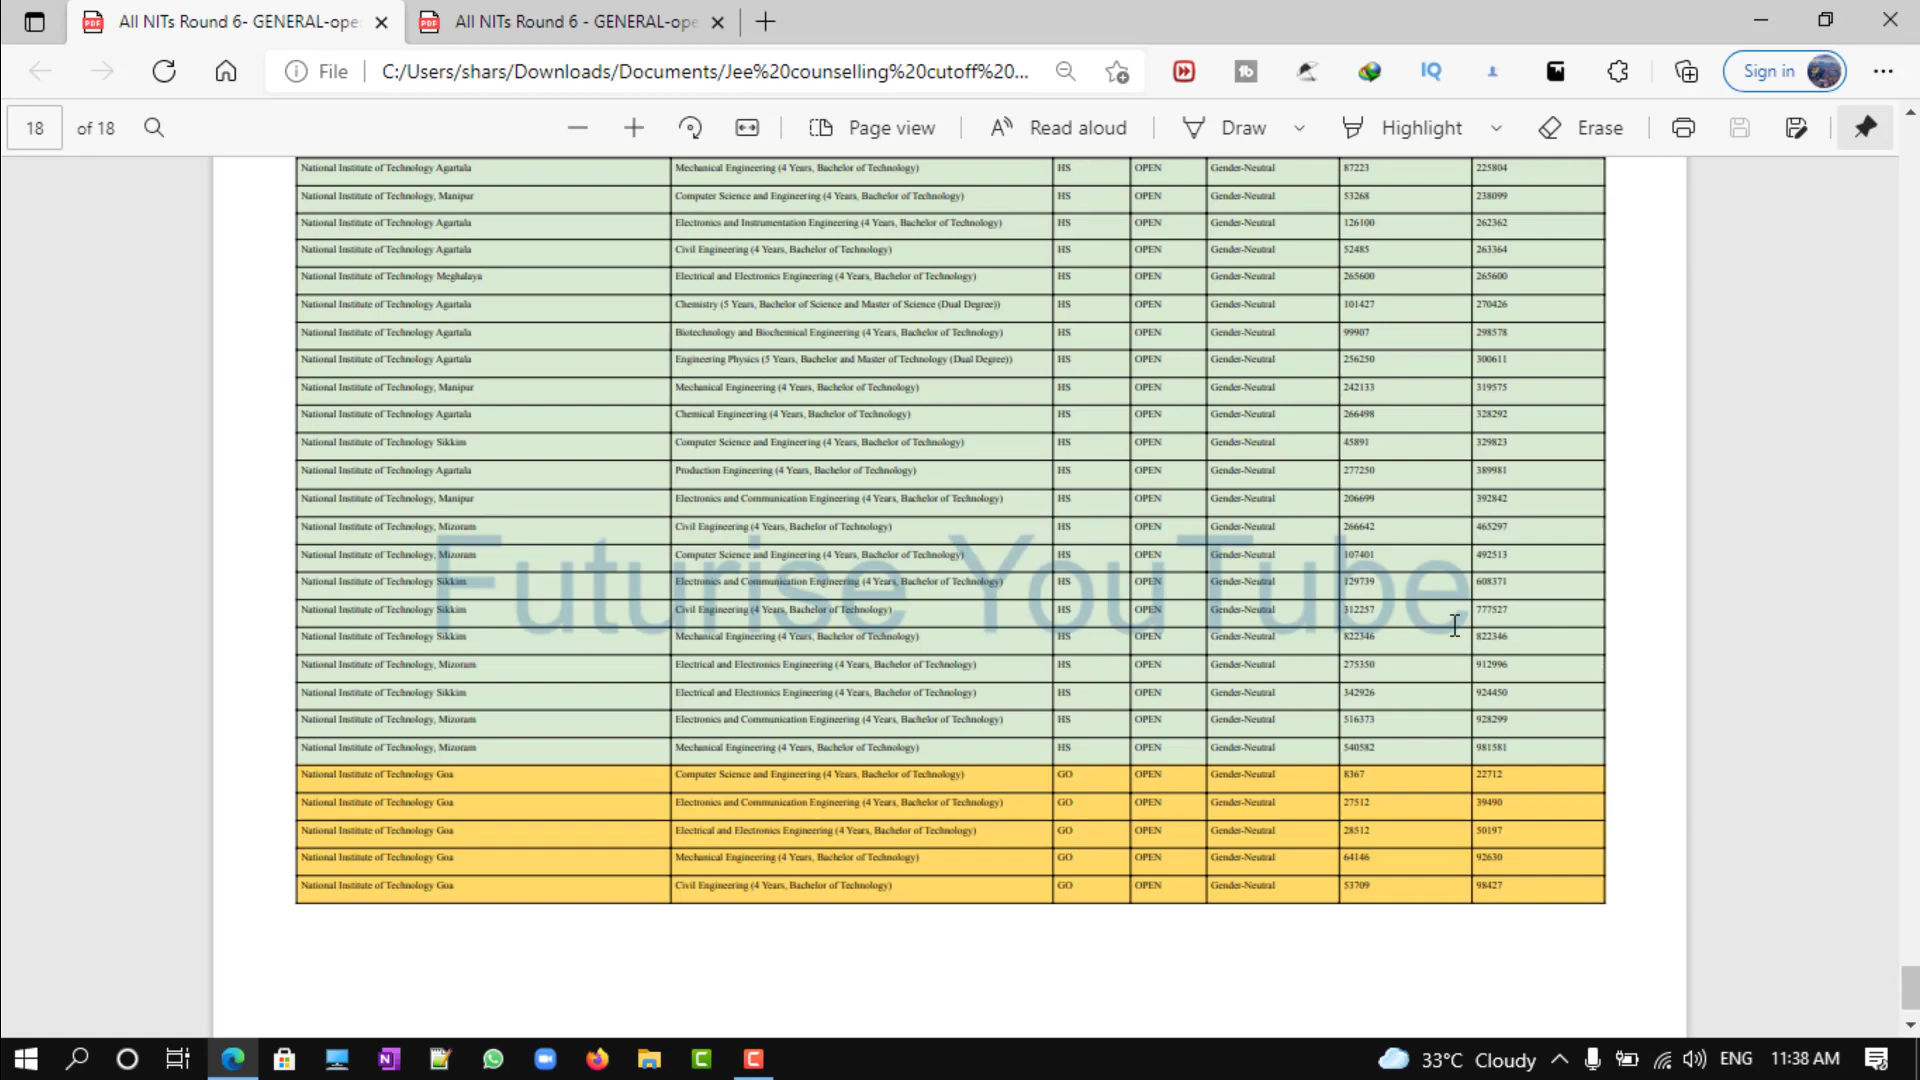 All NITs Round 6- GENERAL-ope
All NITs Round 6 - GENERAL-ope
File
C:/Users/shars/Downloads/Documents/Jee%20counselling%20cutoff%20...
Sign in
18 of 18
Page view
Read aloud
Draw
Highlight
Erase
National Institute of Technology Agartala Mechanical Engineering (4 Years, Bachelor of Technology) HS OPEN Gender-Neutral 87223 225804
National Institute of Technology, Manipur Computer Science and Engineering (4 Years, Bachelor of Technology) HS OPEN Gender-Neutral 53268 238099
National Institute of Technology Agartala Electronics and Instrumentation Engineering (4 Years, Bachelor of Technology) HS OPEN Gender-Neutral 126100 262362
National Institute of Technology Agartala Civil Engineering (4 Years, Bachelor of Technology) HS OPEN Gender-Neutral 52485 263364
National Institute of Technology Meghalaya Electrical and Electronics Engineering (4 Years, Bachelor of Technology) HS OPEN Gender-Neutral 265600 265600
National Institute of Technology Agartala Chemistry (5 Years, Bachelor of Science and Master of Science (Dual Degree)) HS OPEN Gender-Neutral 101427 270426
National Institute of Technology Agartala Biotechnology and Biochemical Engineering (4 Years, Bachelor of Technology) HS OPEN Gender-Neutral 99907 298578
National Institute of Technology Agartala Engineering Physics (5 Years, Bachelor and Master of Technology (Dual Degree)) HS OPEN Gender-Neutral 256250 300611
National Institute of Technology, Manipur Mechanical Engineering (4 Years, Bachelor of Technology) HS OPEN Gender-Neutral 242133 319575
National Institute of Technology Agartala Chemical Engineering (4 Years, Bachelor of Technology) HS OPEN Gender-Neutral 266498 328292
National Institute of Technology Sikkim Computer Science and Engineering (4 Years, Bachelor of Technology) HS OPEN Gender-Neutral 45891 329823
National Institute of Technology Agartala Production Engineering (4 Years, Bachelor of Technology) HS OPEN Gender-Neutral 277250 389981
National Institute of Technology, Manipur Electronics and Communication Engineering (4 Years, Bachelor of Technology) HS OPEN Gender-Neutral 206699 392842
National Institute of Technology, Mizoram Civil Engineering (4 Years, Bachelor of Technology) HS OPEN Gender-Neutral 266642 465297
National Institute of Technology, Mizoram Computer Science and Engineering (4 Years, Bachelor of Technology) HS OPEN Gender-Neutral 107401 492513
National Institute of Technology Sikkim Electronics and Communication Engineering (4 Years, Bachelor of Technology) HS OPEN Gender-Neutral 129739 608371
Futurise YouTube
National Institute of Technology Sikkim Civil Engineering (4 Years, Bachelor of Technology) HS OPEN Gender-Neutral 312257 777527
National Institute of Technology Sikkim Mechanical Engineering (4 Years, Bachelor of Technology) HS OPEN Gender-Neutral 822346 822346
National Institute of Technology, Mizoram Electrical and Electronics Engineering (4 Years, Bachelor of Technology) HS OPEN Gender-Neutral 275350 912996
National Institute of Technology Sikkim Electrical and Electronics Engineering (4 Years, Bachelor of Technology) HS OPEN Gender-Neutral 342926 924450
National Institute of Technology, Mizoram Electronics and Communication Engineering (4 Years, Bachelor of Technology) HS OPEN Gender-Neutral 516373 928299
National Institute of Technology, Mizoram Mechanical Engineering (4 Years, Bachelor of Technology) HS OPEN Gender-Neutral 540582 981581
National Institute of Technology Goa Computer Science and Engineering (4 Years, Bachelor of Technology) GO OPEN Gender-Neutral 8367 22712
National Institute of Technology Goa Electronics and Communication Engineering (4 Years, Bachelor of Technology) GO OPEN Gender-Neutral 27512 39490
National Institute of Technology Goa Electrical and Electronics Engineering (4 Years, Bachelor of Technology) GO OPEN Gender-Neutral 28512 50197
National Institute of Technology Goa Mechanical Engineering (4 Years, Bachelor of Technology) GO OPEN Gender-Neutral 64146 92630
National Institute of Technology Goa Civil Engineering (4 Years, Bachelor of Technology) GO OPEN Gender-Neutral 53709 98427
33°C Cloudy
ENG
11:38 AM